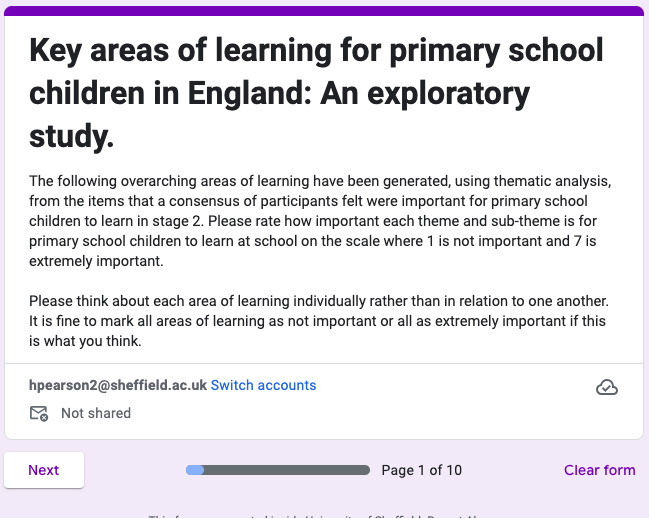 Key areas of learning for primary school
children in England: An exploratory
study.
The following overarching areas of learning have been generated, using thematic analysis,
from the items that a consensus of participants felt were important for primary school
children to learn in stage 2. Please rate how important each theme and sub-theme is for
primary school children to learn at school on the scale where 1 is not important and 7 is
extremely important.
Please think about each area of learning individually rather than in relation to one another.
It is fine to mark all areas of learning as not important or all as extremely important if this
is what you think.
hpearson2@sheffield.ac.uk Switch accounts
Not shared
Next Page 1 of 10 Clear form